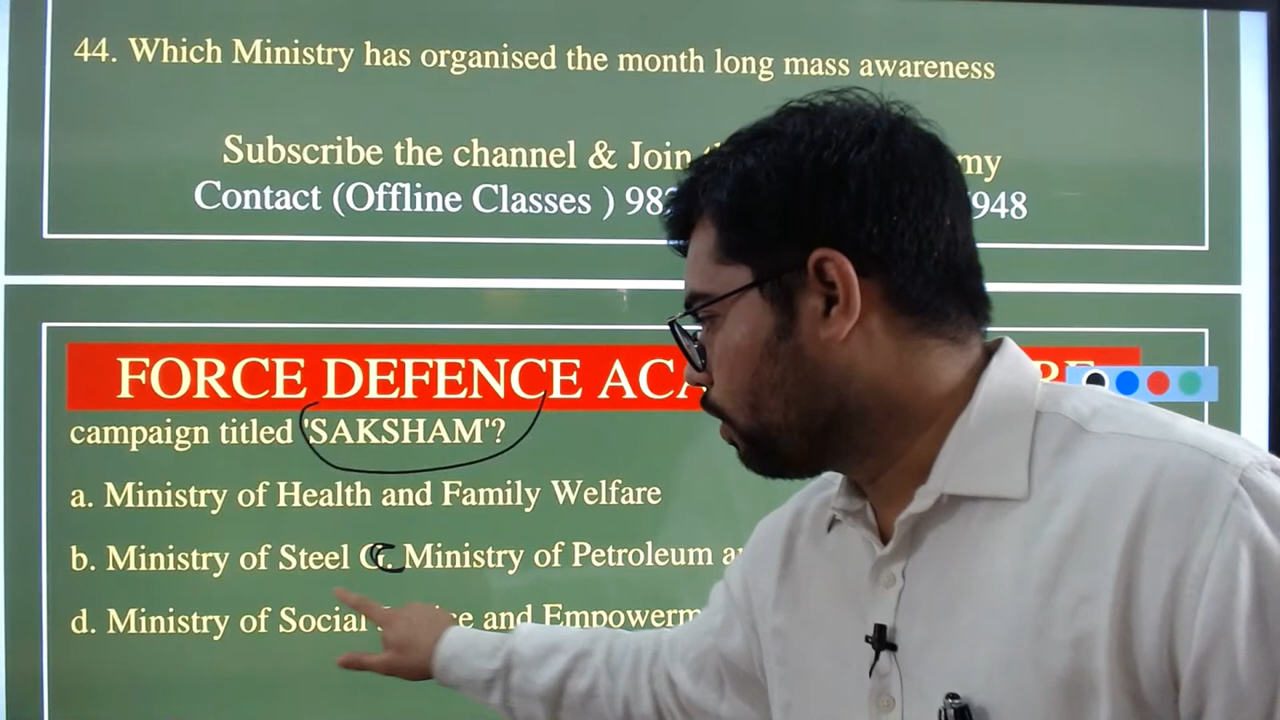 44. Which Ministry has organised the month long mass awareness
Subscribe the channel & Join my
Contact (Offline Classes ) 98 948
FORCE DEFENCE
campaign titled 'SAKSHAM'?
a. Ministry of Health and Family Welfare
b. Ministry of Steel c. Ministry of Petroleum
d. Ministry of Social and